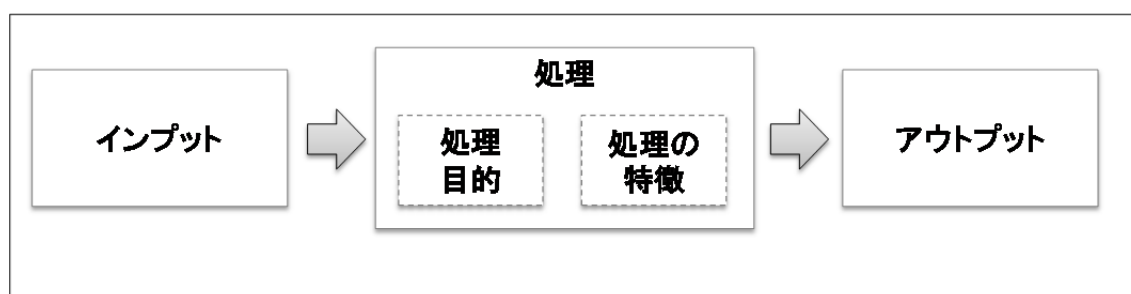 インプット
処理
処理
目的
処理の
特徴
アウトプット